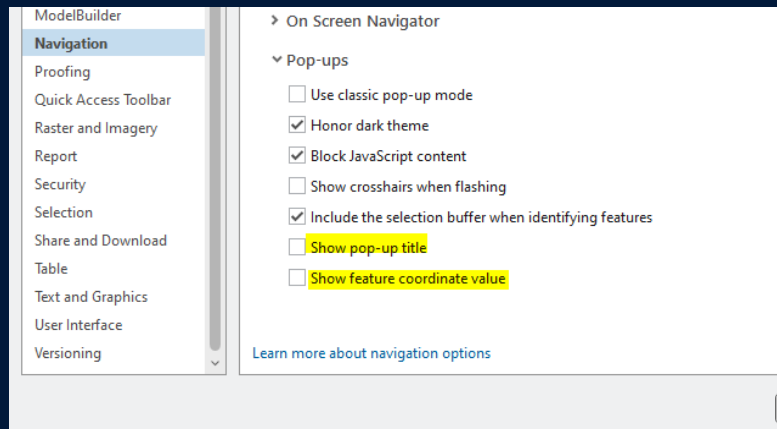 ModelBuilder
Navigation
Proofing
Quick Access Toolbar
Raster and Imagery
Report
Security
Selection
Share and Download
Table
Text and Graphics
User Interface
Versioning
On Screen Navigator
Pop-ups
Use classic pop-up mode
Honor dark theme
Block JavaScript content
Show crosshairs when flashing
Include the selection buffer when identifying features
Show pop-up title
Show feature coordinate value
Learn more about navigation options